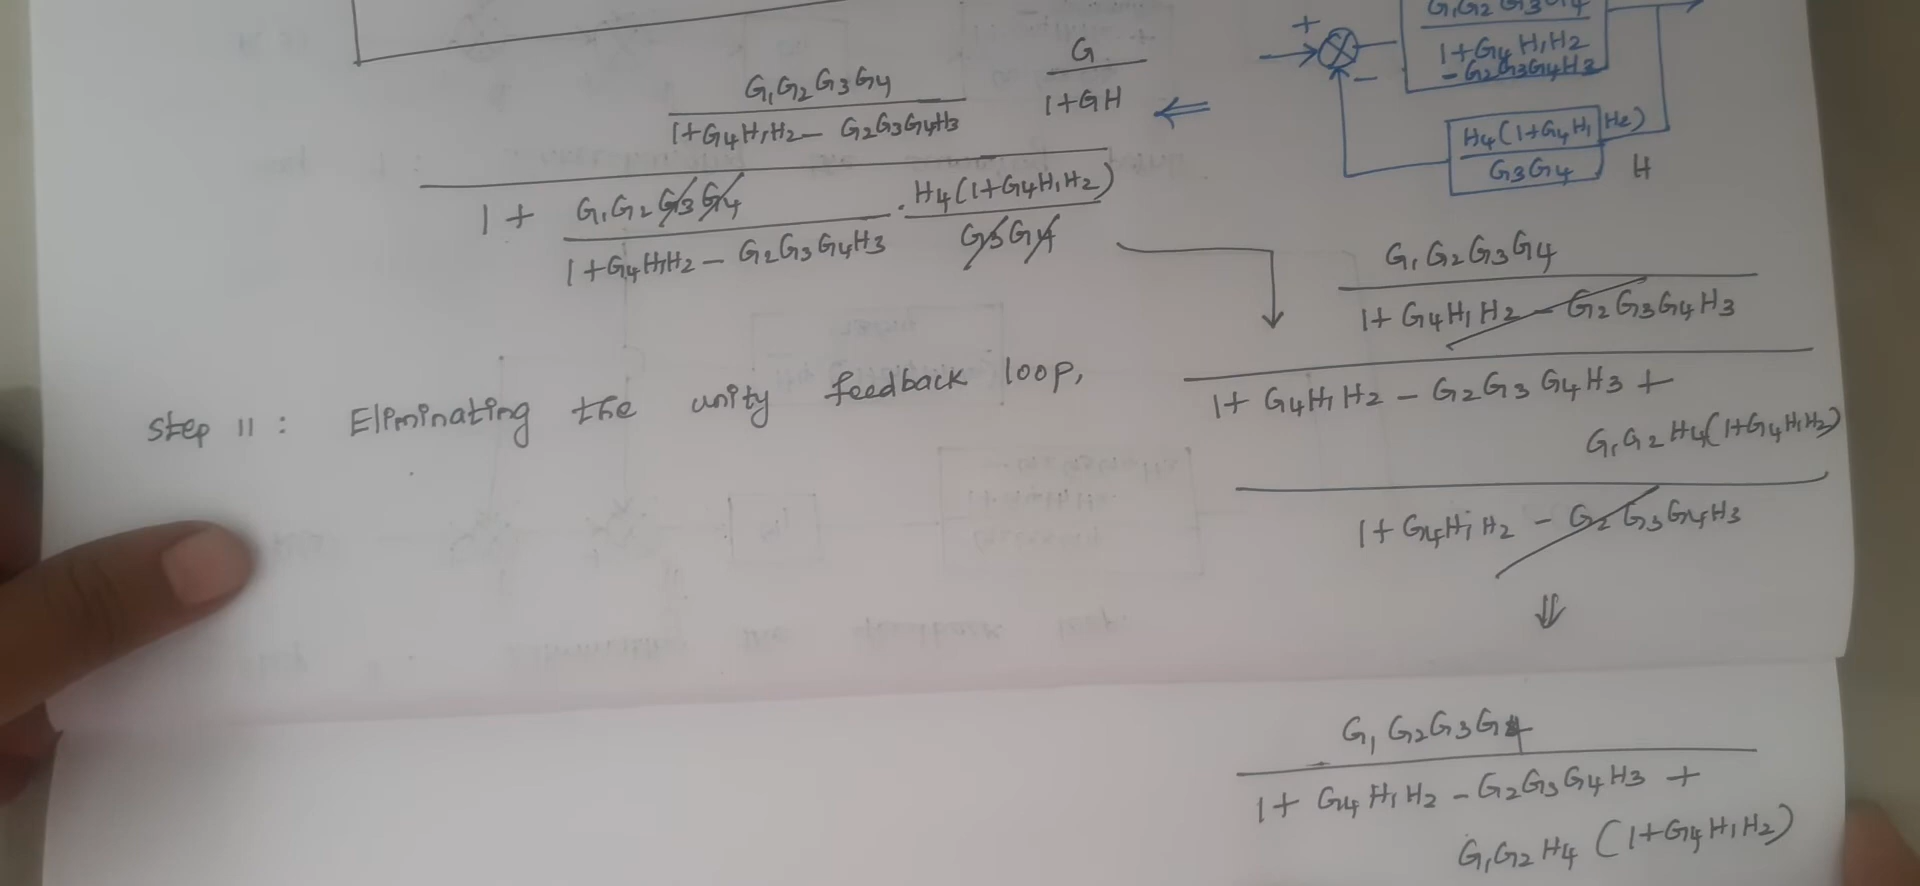 G1G2G3G4
1+G4H1H2
-G2G3G4H3
+
-
H4(1+G4H1H2)
G3G4
H
G
1+GH
G1G2G3G4
1+G4H1H2 - G2G3G4H3
1 + G1G2G3G4 . H4(1+G4H1H2)
1+G4H1H2 - G2G3G4H3 G3G4
G1G2G3G4
1+ G4H1H2 - G2G3G4H3
1+ G4H1H2 - G2G3G4H3 +
G1G2H4(1+G4H1H2)
1+ G4H1H2 - G2G3G4H3
Step 11 : Eliminating the unity feedback loop,
G1G2G3G4
1+ G4H1H2 - G2G3G4H3 +
G1G2H4 (1+G4H1H2)